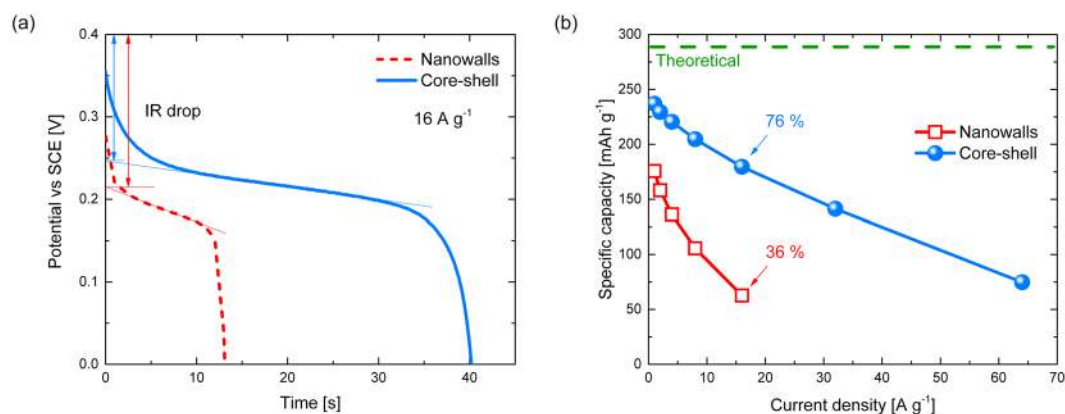 (a)
0.4
0.3
0.2
0.1
0.0
Potential vs SCE [V]
IR drop
Nanowalls
Core-shell
16 A g⁻¹
0
10
20
30
40
Time [s]
(b)
300
250
200
150
100
50
0
Specific capacity [mAh g⁻¹]
Theoretical
76 %
Nanowalls
Core-shell
36 %
0
10
20
30
40
50
60
70
Current density [A g⁻¹]